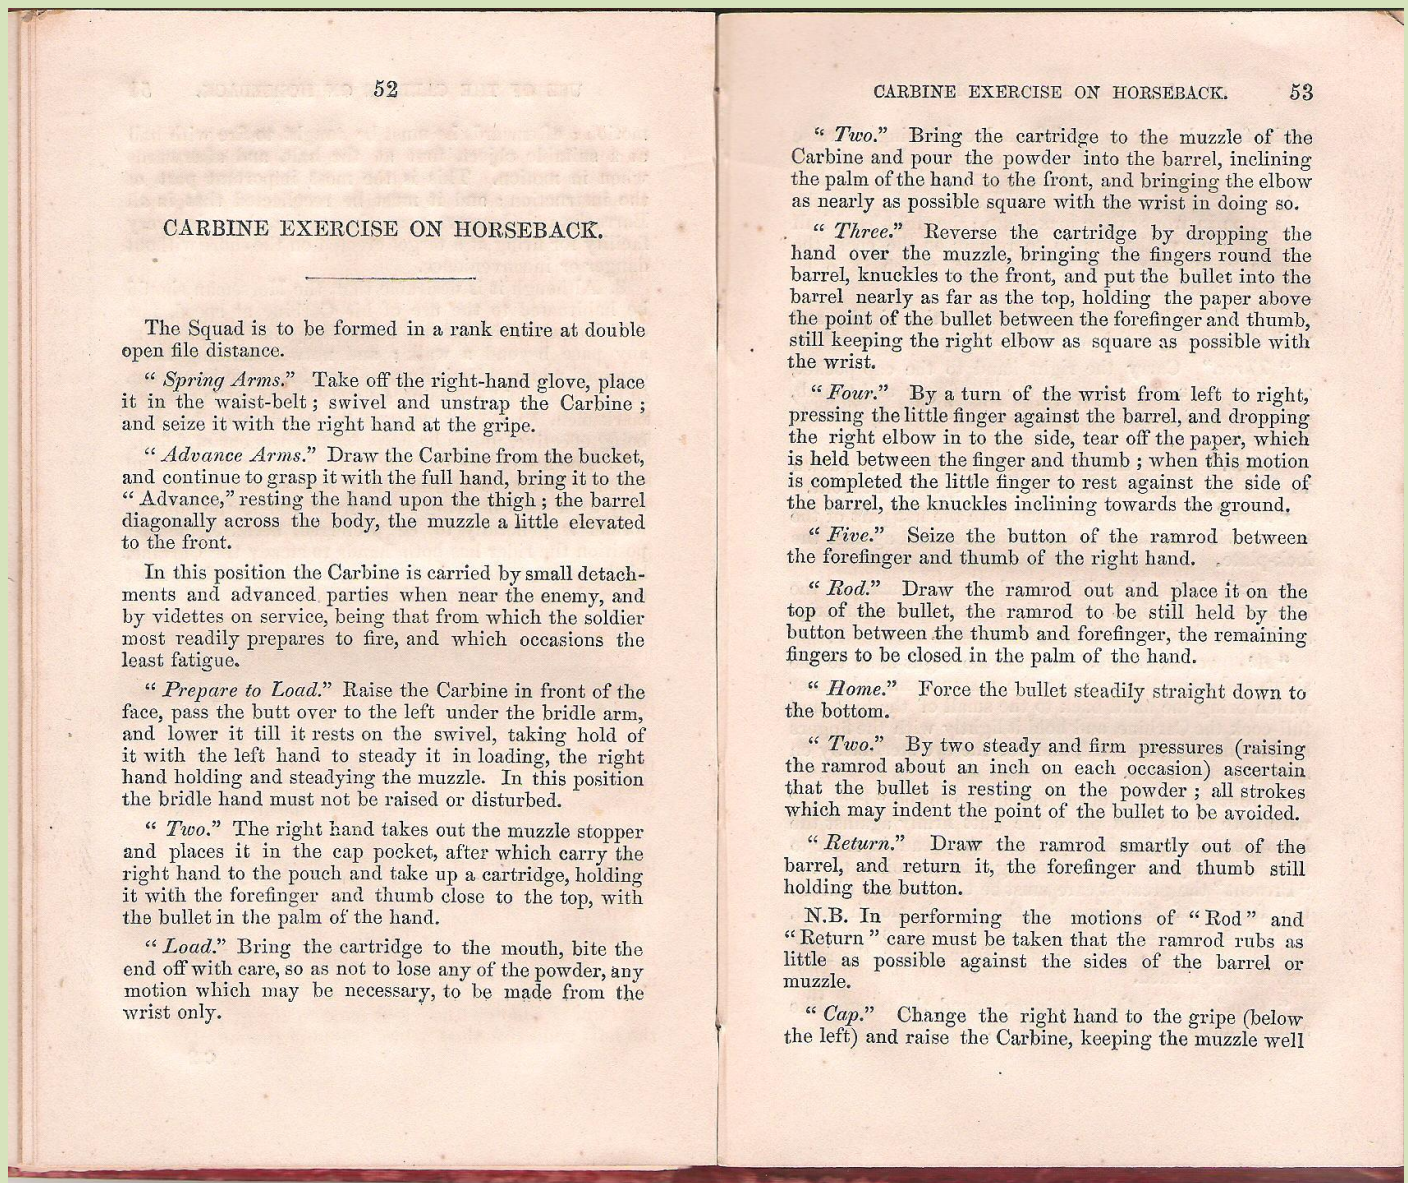 52
CARBINE EXERCISE ON HORSEBACK.
The Squad is to be formed in a rank entire at double
open file distance.
“ Spring Arms.” Take off the right-hand glove, place
it in the waist-belt ; swivel and unstrap the Carbine ;
and seize it with the right hand at the gripe.
“ Advance Arms.” Draw the Carbine from the bucket,
and continue to grasp it with the full hand, bring it to the
“ Advance,” resting the hand upon the thigh ; the barrel
diagonally across the body, the muzzle a little elevated
to the front.
In this position the Carbine is carried by small detach-
ments and advanced parties when near the enemy, and
by videttes on service, being that from which the soldier
most readily prepares to fire, and which occasions the
least fatigue.
“ Prepare to Load.” Raise the Carbine in front of the
face, pass the butt over to the left under the bridle arm,
and lower it till it rests on the swivel, taking hold of
it with the left hand to steady it in loading, the right
hand holding and steadying the muzzle. In this position
the bridle hand must not be raised or disturbed.
“ Two.” The right hand takes out the muzzle stopper
and places it in the cap pocket, after which carry the
right hand to the pouch and take up a cartridge, holding
it with the forefinger and thumb close to the top, with
the bullet in the palm of the hand.
“ Load.” Bring the cartridge to the mouth, bite the
end off with care, so as not to lose any of the powder, any
motion which may be necessary, to be made from the
wrist only.
CARBINE EXERCISE ON HORSEBACK. 53
“ Two.” Bring the cartridge to the muzzle of the
Carbine and pour the powder into the barrel, inclining
the palm of the hand to the front, and bringing the elbow
as nearly as possible square with the wrist in doing so.
“ Three.” Reverse the cartridge by dropping the
hand over the muzzle, bringing the fingers round the
barrel, knuckles to the front, and put the bullet into the
barrel nearly as far as the top, holding the paper above
the point of the bullet between the forefinger and thumb,
still keeping the right elbow as square as possible with
the wrist.
“ Four.” By a turn of the wrist from left to right,
pressing the little finger against the barrel, and dropping
the right elbow in to the side, tear off the paper, which
is held between the finger and thumb ; when this motion
is completed the little finger to rest against the side of
the barrel, the knuckles inclining towards the ground.
“ Five.” Seize the button of the ramrod between
the forefinger and thumb of the right hand.
“ Rod.” Draw the ramrod out and place it on the
top of the bullet, the ramrod to be still held by the
button between the thumb and forefinger, the remaining
fingers to be closed in the palm of the hand.
“ Home.” Force the bullet steadily straight down to
the bottom.
“ Two.” By two steady and firm pressures (raising
the ramrod about an inch on each occasion) ascertain
that the bullet is resting on the powder ; all strokes
which may indent the point of the bullet to be avoided.
“ Return.” Draw the ramrod smartly out of the
barrel, and return it, the forefinger and thumb still
holding the button.
N.B. In performing the motions of “ Rod ” and
“ Return ” care must be taken that the ramrod rubs as
little as possible against the sides of the barrel or
muzzle.
“ Cap.” Change the right hand to the gripe (below
the left) and raise the Carbine, keeping the muzzle well